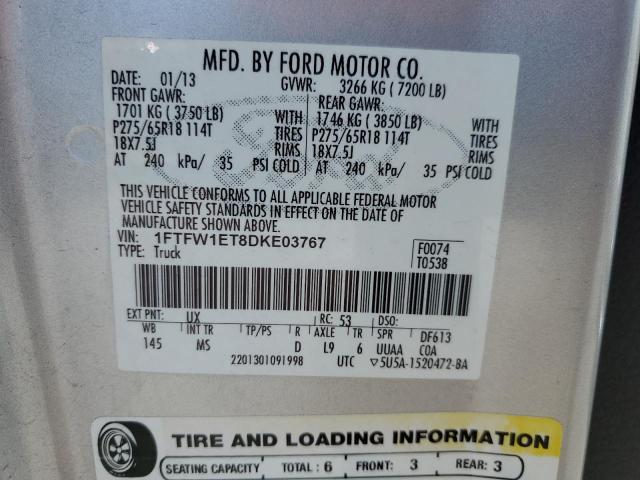 MFD. BY FORD MOTOR CO.
DATE: 01/13 GVWR: 3266 KG ( 7200 LB)
FRONT GAWR: REAR GAWR:
1701 KG ( 3750 LB) WITH 1746 KG ( 3850 LB) WITH
P275/65R18 114T TIRES P275/65R18 114T TIRES
18X7.5J RIMS 18X7.5J RIMS
AT 240 kPa/ 35 PSI COLD AT 240 kPa/ 35 PSI COLD
THIS VEHICLE CONFORMS TO ALL APPLICABLE FEDERAL MOTOR
VEHICLE SAFETY STANDARDS IN EFFECT ON THE DATE OF
MANUFACTURE SHOWN ABOVE.
VIN: 1FTFW1ET8DKE03767 F0074
TYPE: Truck T0538
EXT PNT: UX RC: 53 DSO:
WB INT TR TP/PS R AXLE TR SPR DF613
145 MS D L9 6 UUAA COA
2201301091998 UTC ▽5U5A-1520472-BA
TIRE AND LOADING INFORMATION
SEATING CAPACITY TOTAL: 6 FRONT: 3 REAR: 3